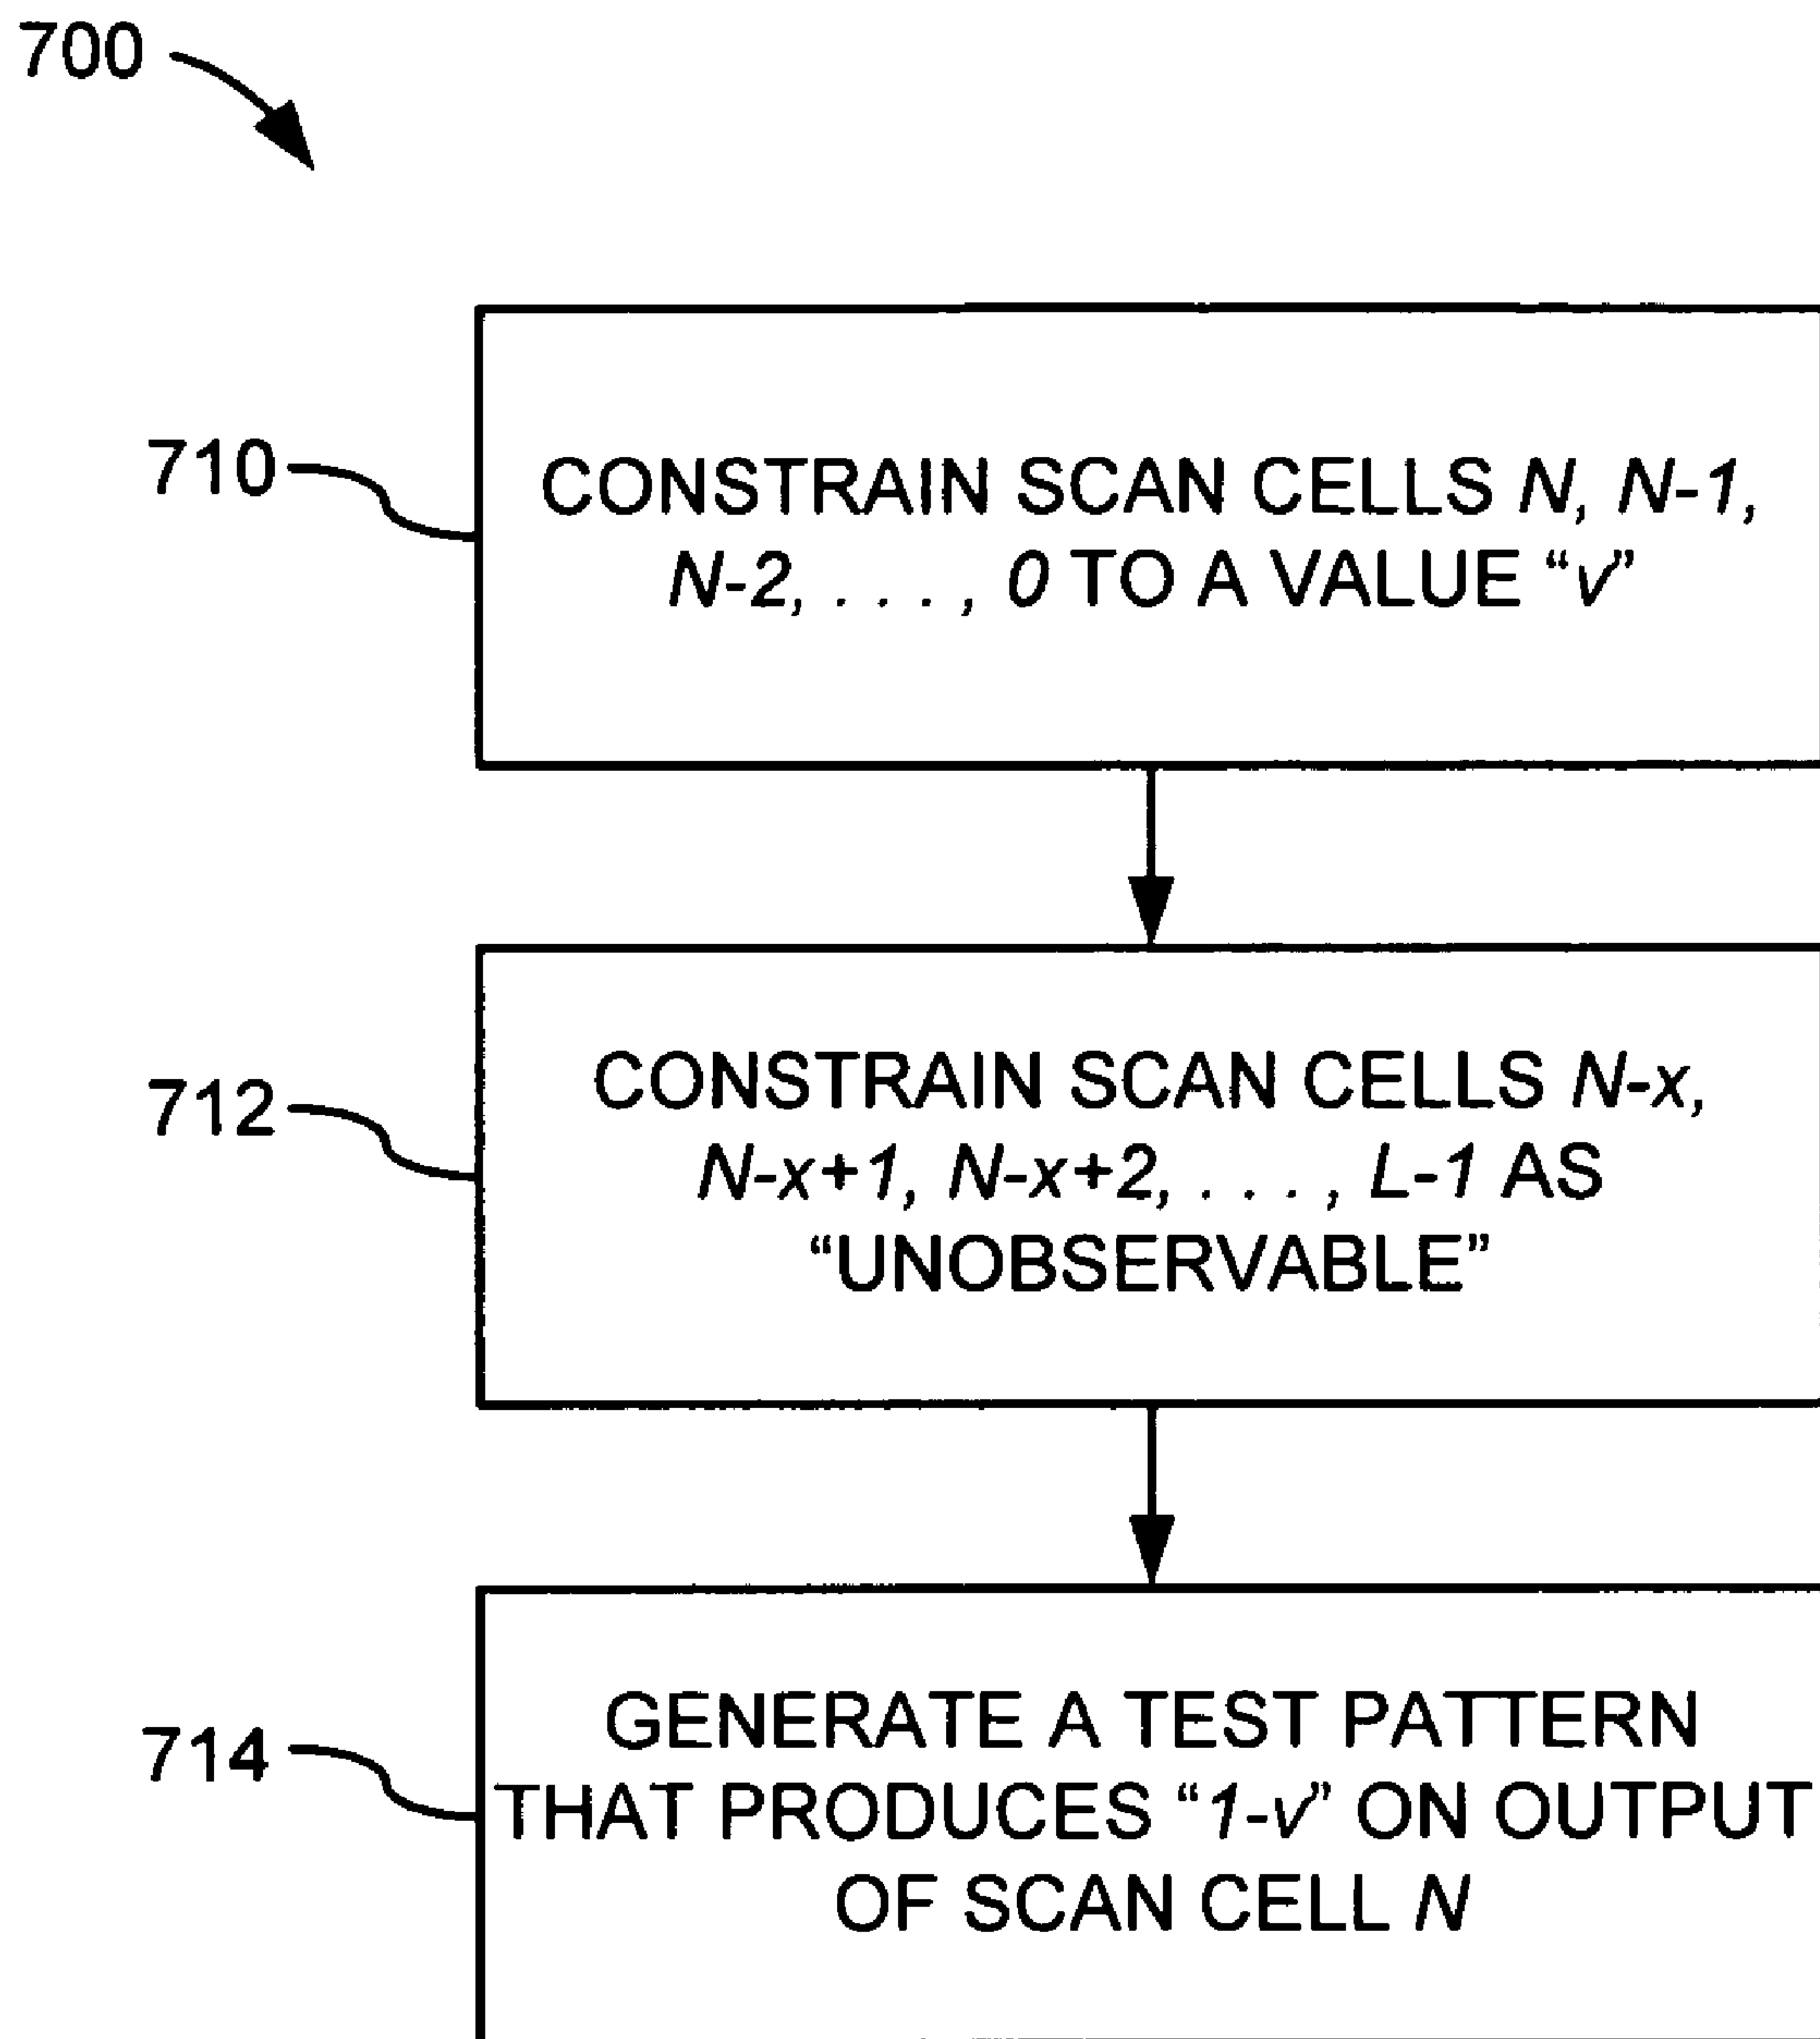 700
710
CONSTRAIN SCAN CELLS N, N-1,
N-2, . . . , 0 TO A VALUE “v”
712
CONSTRAIN SCAN CELLS N-x,
N-x+1, N-x+2, . . . , L-1 AS
“UNOBSERVABLE”
714
GENERATE A TEST PATTERN
THAT PRODUCES “1-v” ON OUTPUT
OF SCAN CELL N